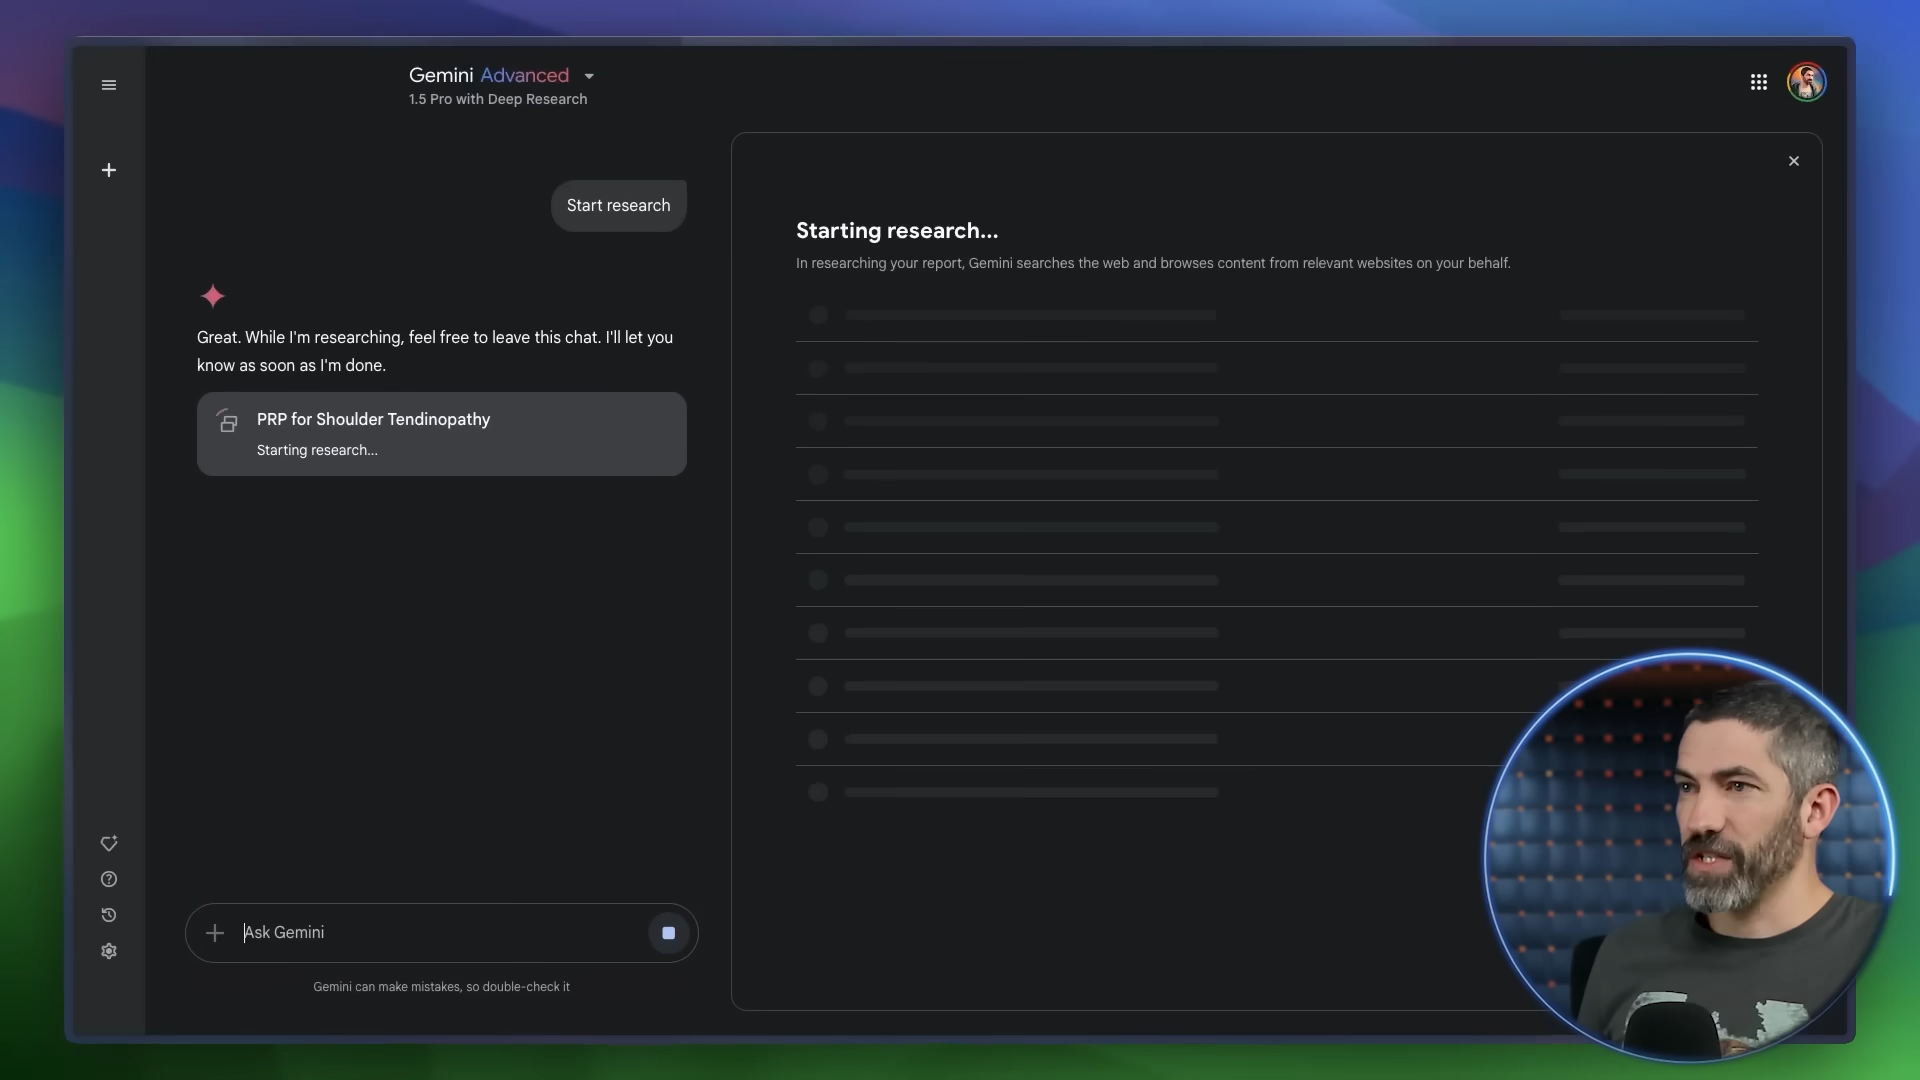 Gemini Advanced
1.5 Pro with Deep Research
Start research
Great. While I'm researching, feel free to leave this chat. I'll let you
know as soon as I'm done.
PRP for Shoulder Tendinopathy
Starting research...
Ask Gemini
Gemini can make mistakes, so double-check it
Starting research...
In researching your report, Gemini searches the web and browses content from relevant websites on your behalf.